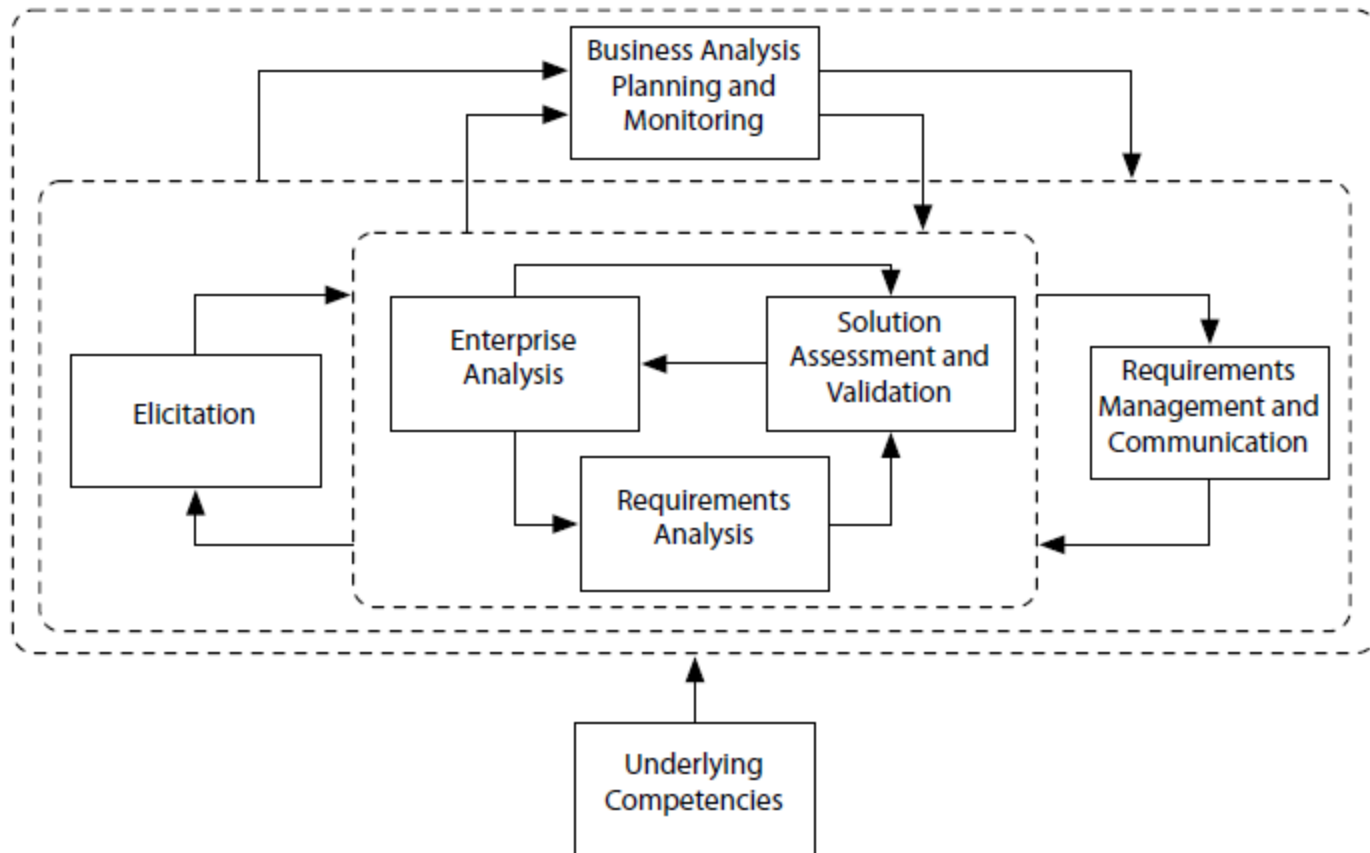 Business Analysis
Planning and
Monitoring
Enterprise
Analysis
Solution
Assessment and
Validation
Elicitation
Requirements
Management and
Communication
Requirements
Analysis
Underlying
Competencies